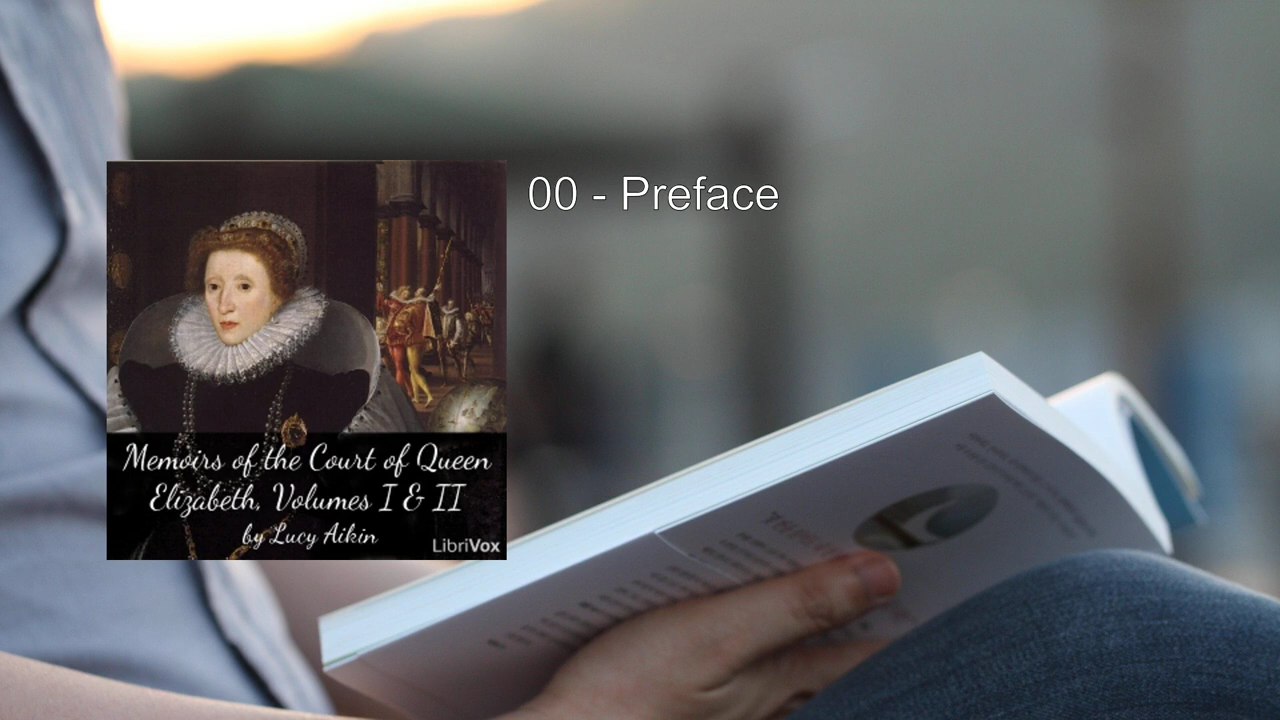 00 - Preface
Memoirs of the Court of Queen
Elizabeth, Volumes I & II
by Lucy Aikin
LibriVox